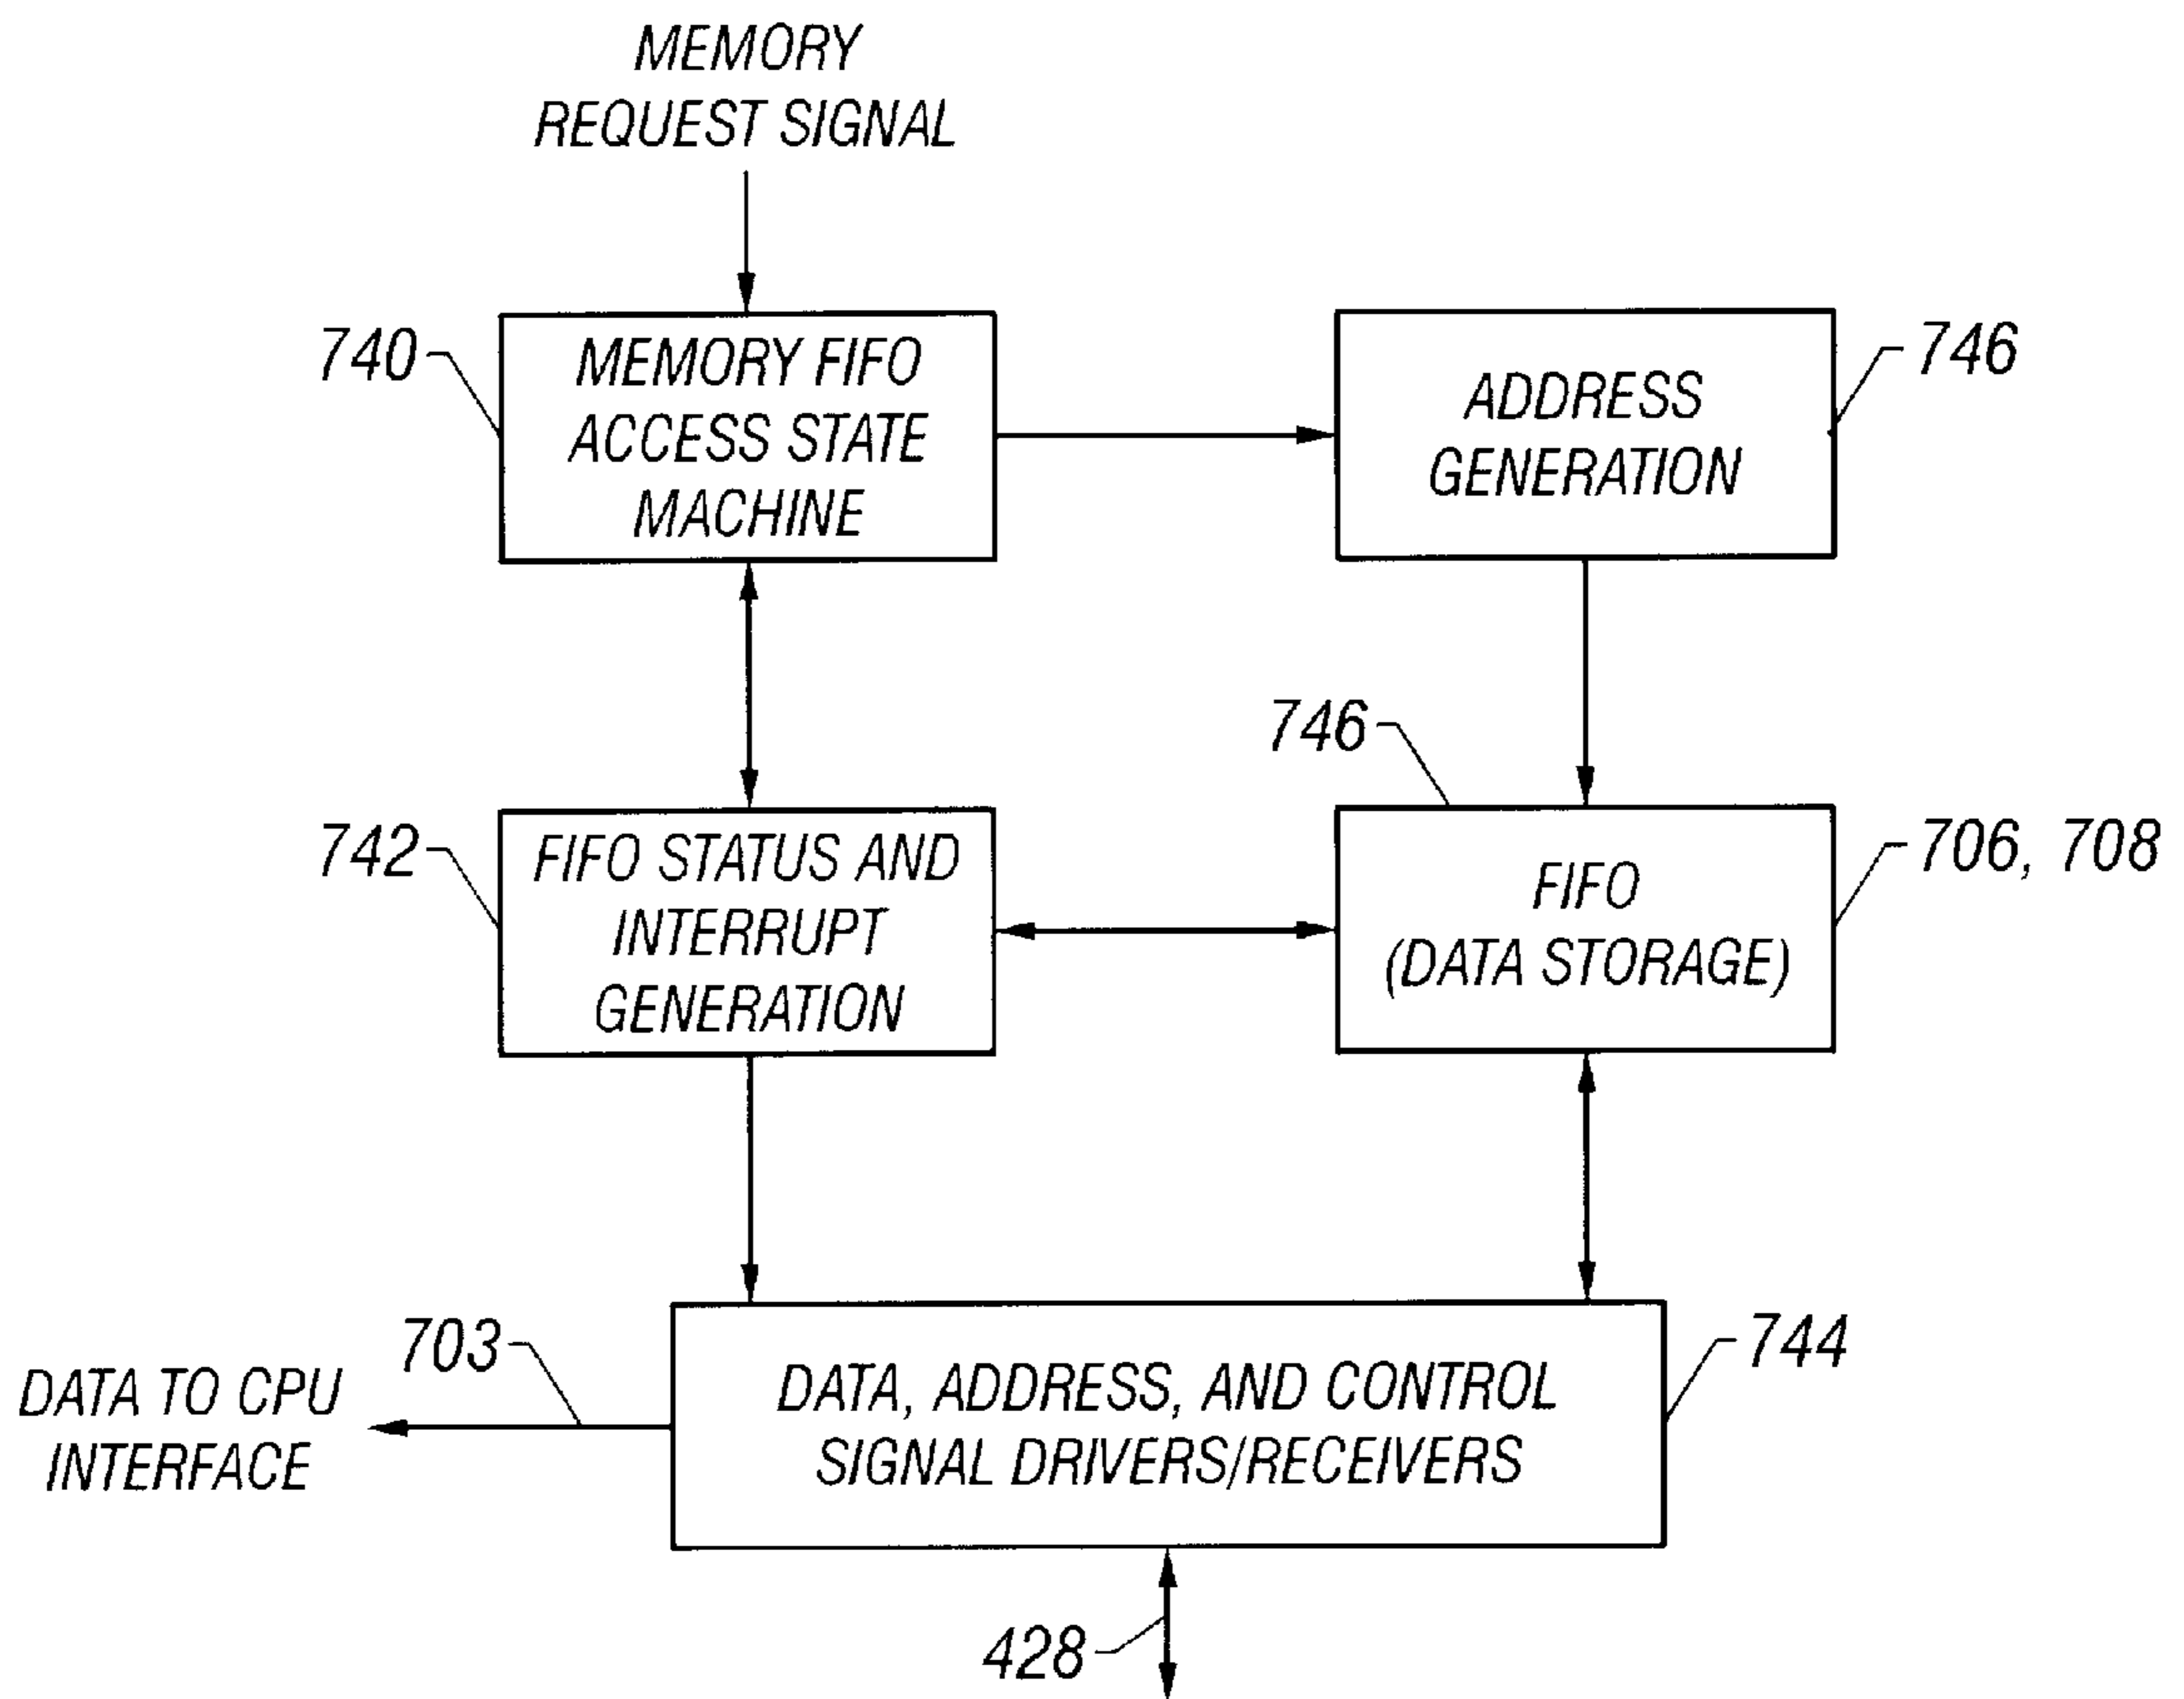 MEMORY
REQUEST SIGNAL
740
MEMORY FIFO
ACCESS STATE
MACHINE
ADDRESS
GENERATION
746
742
FIFO STATUS AND
INTERRUPT
GENERATION
746
FIFO
(DATA STORAGE)
706, 708
703
DATA TO CPU
INTERFACE
DATA, ADDRESS, AND CONTROL
SIGNAL DRIVERS/RECEIVERS
744
428